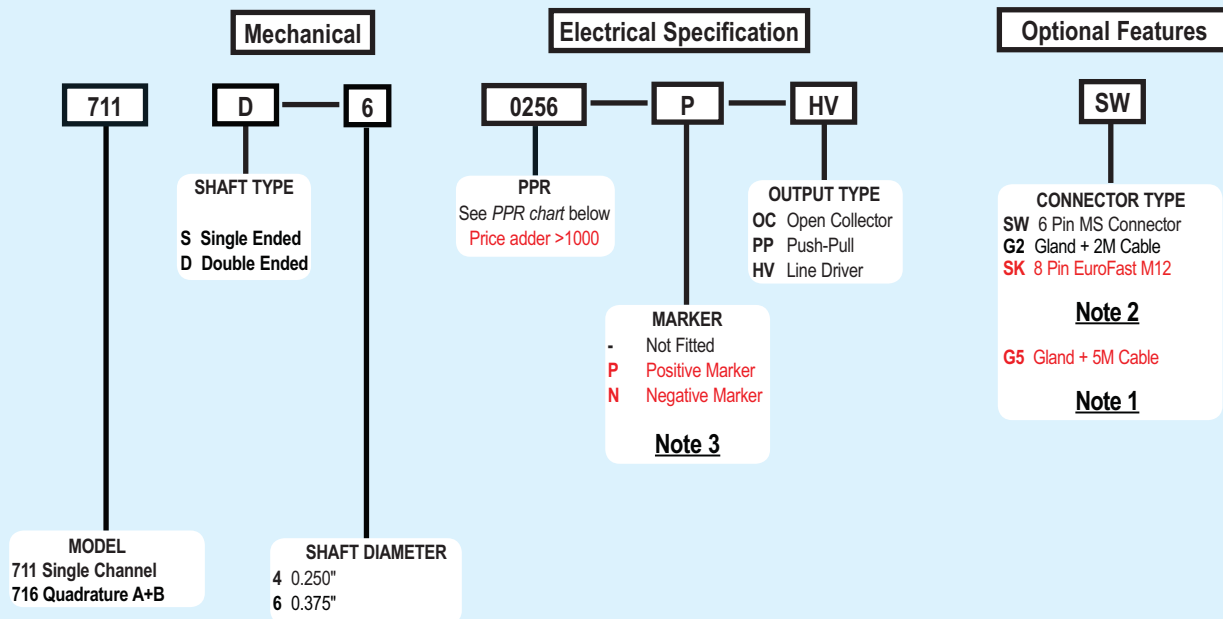 Mechanical
Electrical Specification
Optional Features
711
D
6
0256
P
HV
SW
SHAFT TYPE
S Single Ended
D Double Ended
PPR
See PPR chart below
Price adder >1000
OUTPUT TYPE
OC Open Collector
PP Push-Pull
HV Line Driver
CONNECTOR TYPE
SW 6 Pin MS Connector
G2 Gland + 2M Cable
SK 8 Pin EuroFast M12
Note 2
G5 Gland + 5M Cable
Note 1
MARKER
- Not Fitted
P Positive Marker
N Negative Marker
Note 3
MODEL
711 Single Channel
716 Quadrature A+B
SHAFT DIAMETER
4 0.250"
6 0.375"